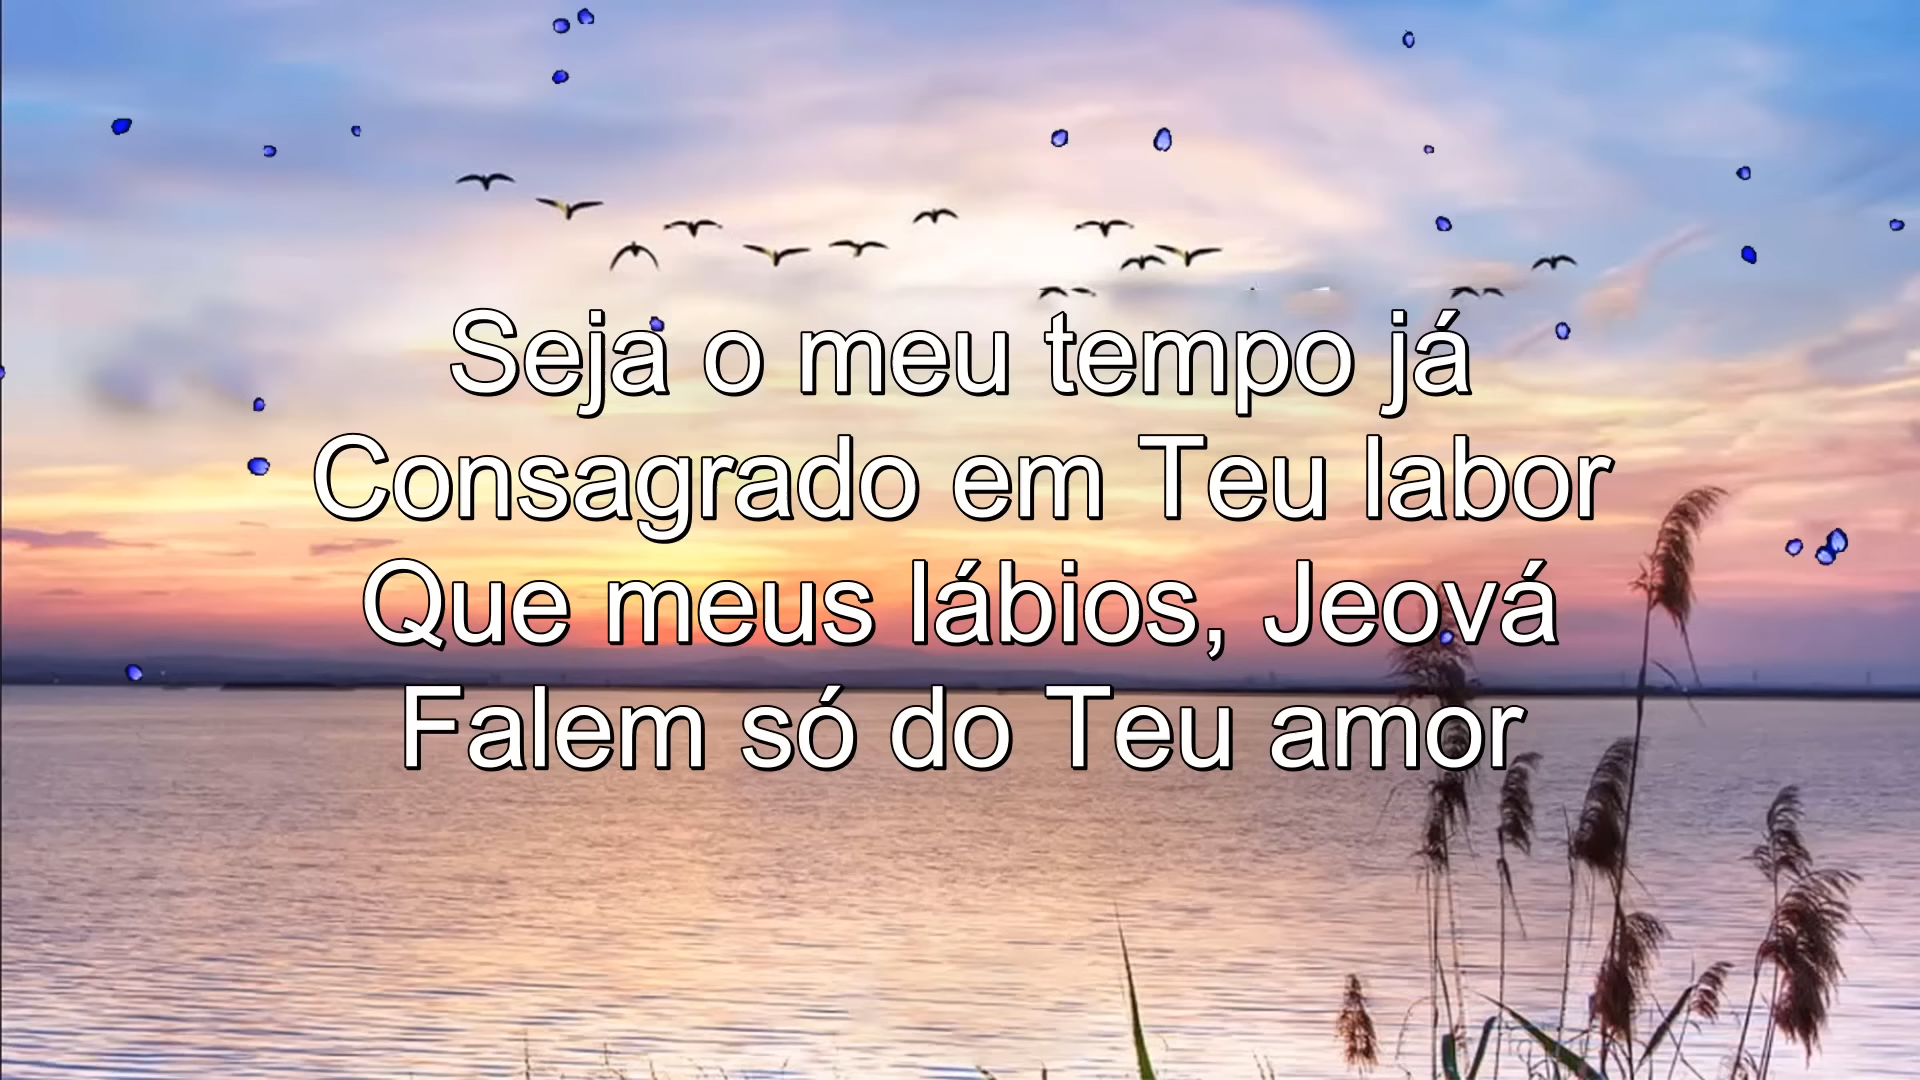 Seja o meu tempo já
Consagrado em Teu labor
Que meus lábios, Jeová
Falem só do Teu amor